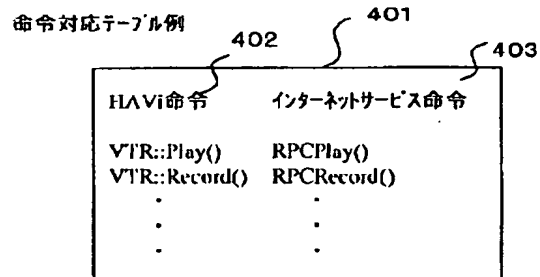 命令対応テーブル例
401
402
403
HAVi命令 インターネットサービス命令
VTR::Play() RPCPlay()
VTR::Record() RPCRecord()